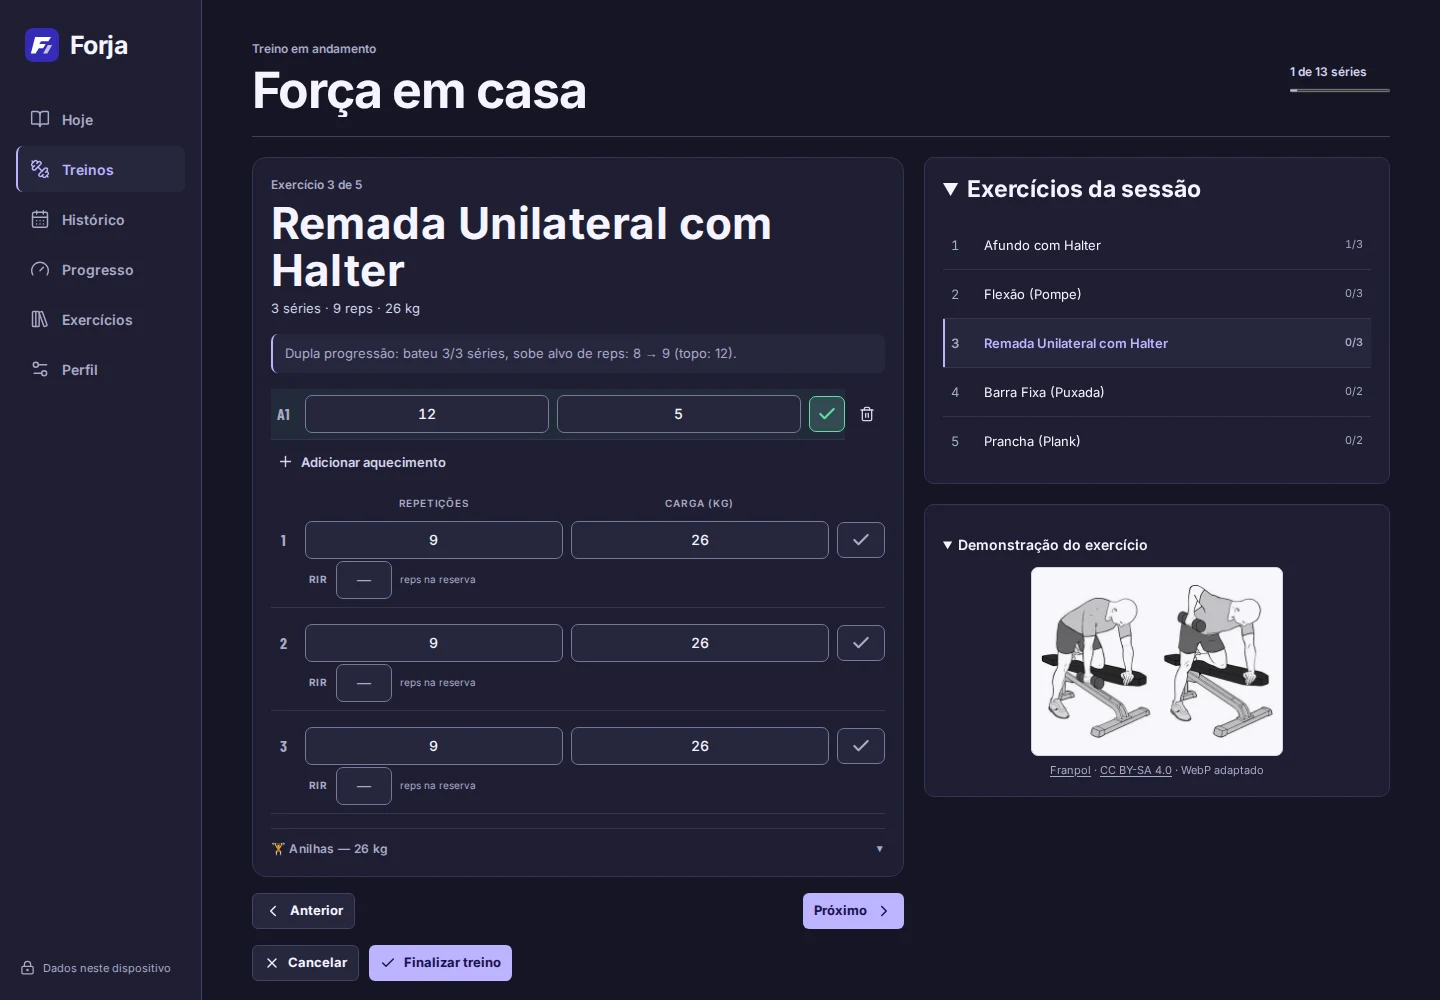 Forja
Hoje
Treinos
Histórico
Progresso
Exercícios
Perfil
Dados neste dispositivo
Treino em andamento
Força em casa
1 de 13 séries
Exercício 3 de 5
Remada Unilateral com
Halter
3 séries · 9 reps · 26 kg
Dupla progressão: bateu 3/3 séries, sobe alvo de reps: 8 → 9 (topo: 12).
A1 12 5
Adicionar aquecimento
REPETIÇÕES CARGA (KG)
1 9 26
RIR — reps na reserva
2 9 26
RIR — reps na reserva
3 9 26
RIR — reps na reserva
Anilhas — 26 kg
Anterior
Próximo
Cancelar
Finalizar treino
Exercícios da sessão
1 Afundo com Halter 1/3
2 Flexão (Pompe) 0/3
3 Remada Unilateral com Halter 0/3
4 Barra Fixa (Puxada) 0/2
5 Prancha (Plank) 0/2
Demonstração do exercício
Franpol · CC BY-SA 4.0 · WebP adaptado